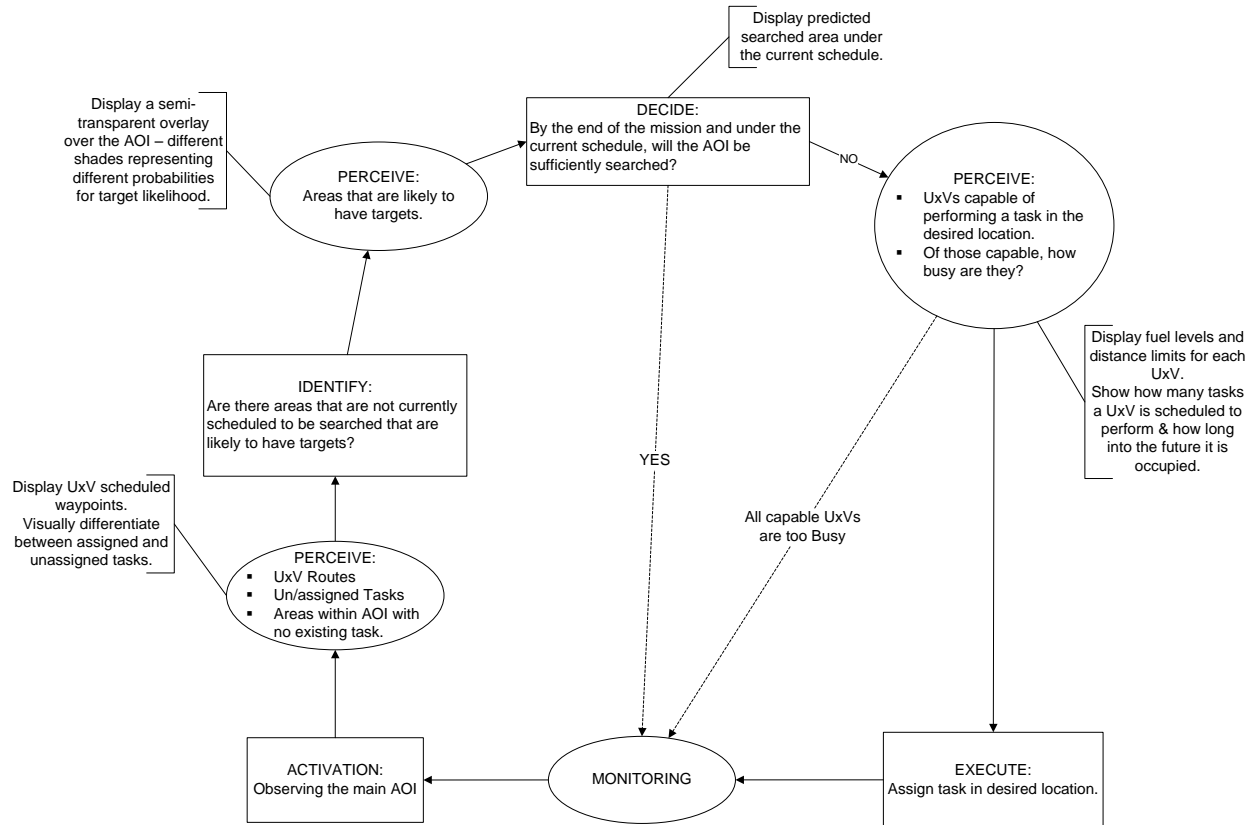 Display predicted
searched area under
the current schedule.
Display a semi-
transparent overlay
over the AOI – different
shades representing
different probabilities
for target likelihood.
DECIDE:
By the end of the mission and under the
current schedule, will the AOI be
sufficiently searched?
NO
PERCEIVE:
Areas that are likely to
have targets.
PERCEIVE:
▪ UxVs capable of
performing a task in the
desired location.
▪ Of those capable, how
busy are they?
Display fuel levels and
distance limits for each
UxV.
Show how many tasks
a UxV is scheduled to
perform & how long
into the future it is
occupied.
IDENTIFY:
Are there areas that are not currently
scheduled to be searched that are
likely to have targets?
YES
Display UxV scheduled
waypoints.
Visually differentiate
between assigned and
unassigned tasks.
All capable UxVs
are too Busy
PERCEIVE:
▪ UxV Routes
▪ Un/assigned Tasks
▪ Areas within AOI with
no existing task.
ACTIVATION:
Observing the main AOI
MONITORING
EXECUTE:
Assign task in desired location.